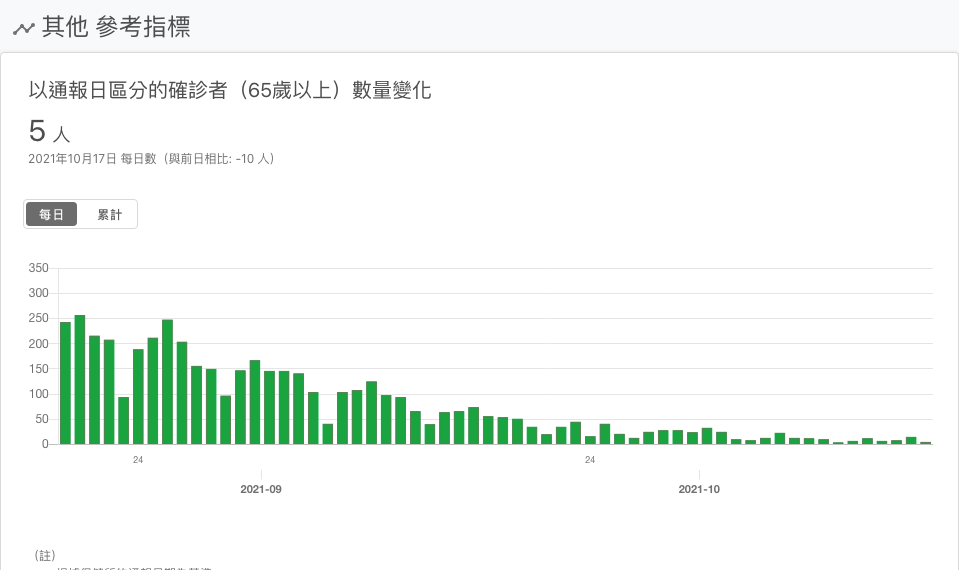 其他 參考指標
以通報日區分的確診者（65歲以上）數量變化
5 人
2021年10月17日 每日數（與前日相比: -10 人）
每日 累計
350
300
250
200
150
100
50
0
24 24
2021-09 2021-10
（註）